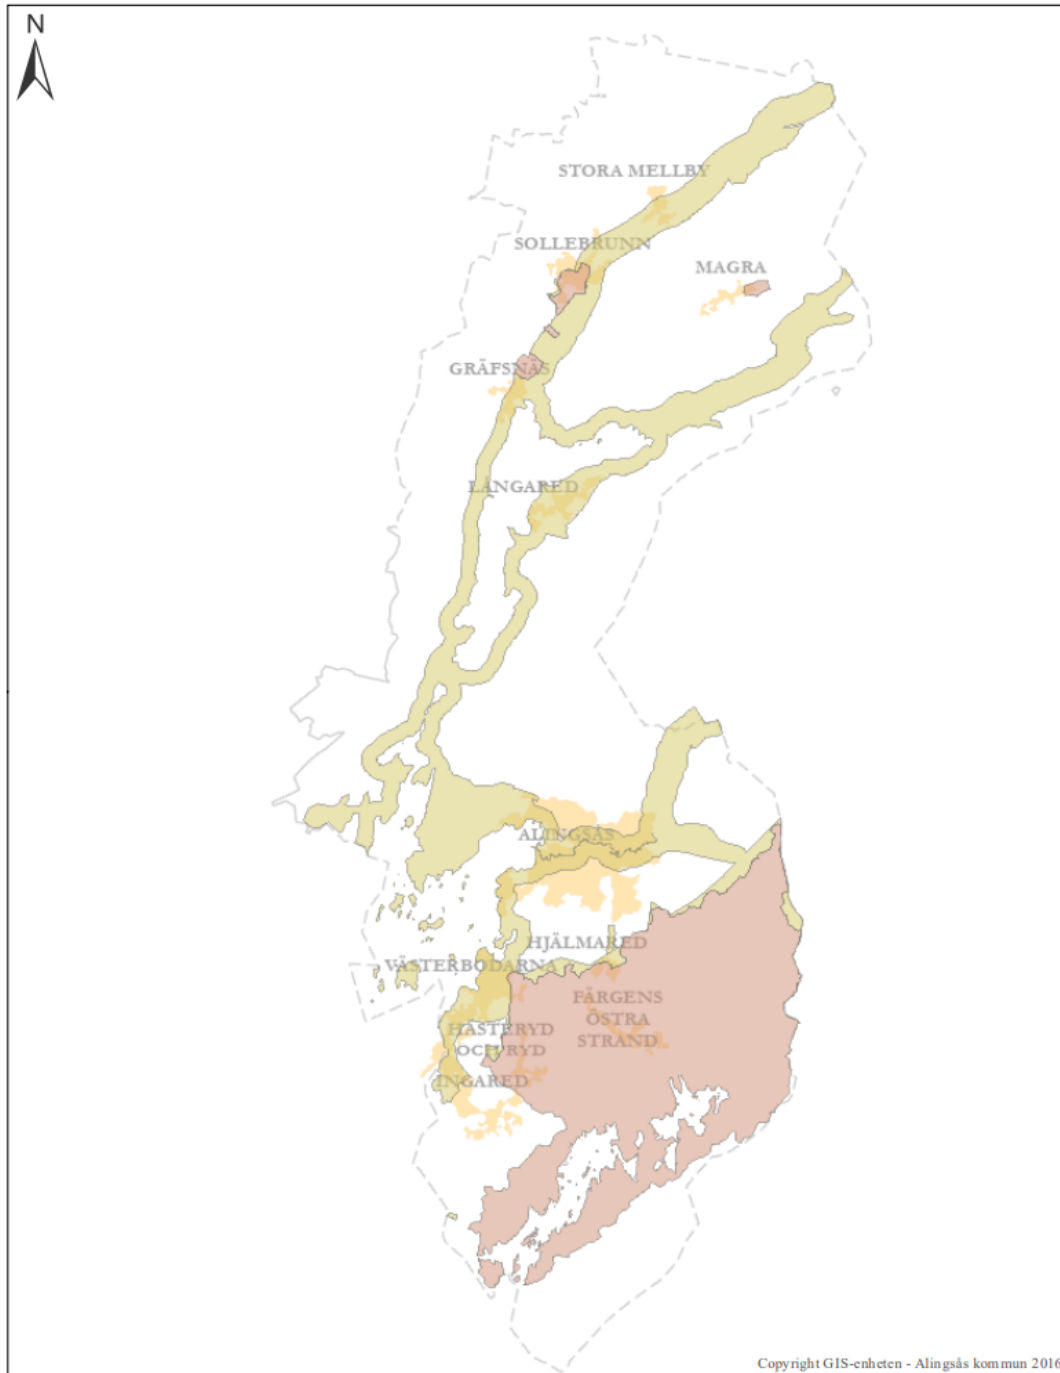 N
STORA MELLBY
SOLLEBRUNN
MAGRA
GRÄFSNÄS
LÅNGARED
ALINGSÅS
HJÄLMARED
VÄSTERBODARNA
FÄRGENS
ÖSTRA
STRAND
HÄSTERYD
OCH RYD
INGARED
Copyright GIS-enheten - Alingsås kommun 2016